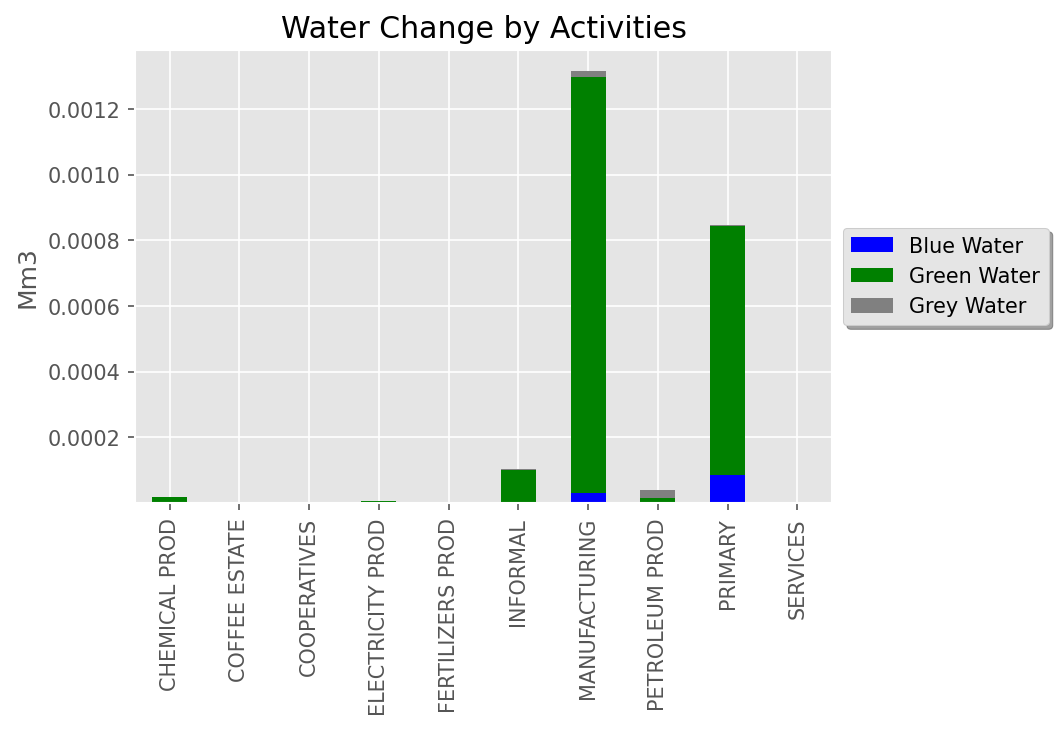 Water Change by Activities
Mm3
0.0012
0.0010
0.0008
0.0006
0.0004
0.0002
CHEMICAL PROD
COFFEE ESTATE
COOPERATIVES
ELECTRICITY PROD
FERTILIZERS PROD
INFORMAL
MANUFACTURING
PETROLEUM PROD
PRIMARY
SERVICES
Blue Water
Green Water
Grey Water